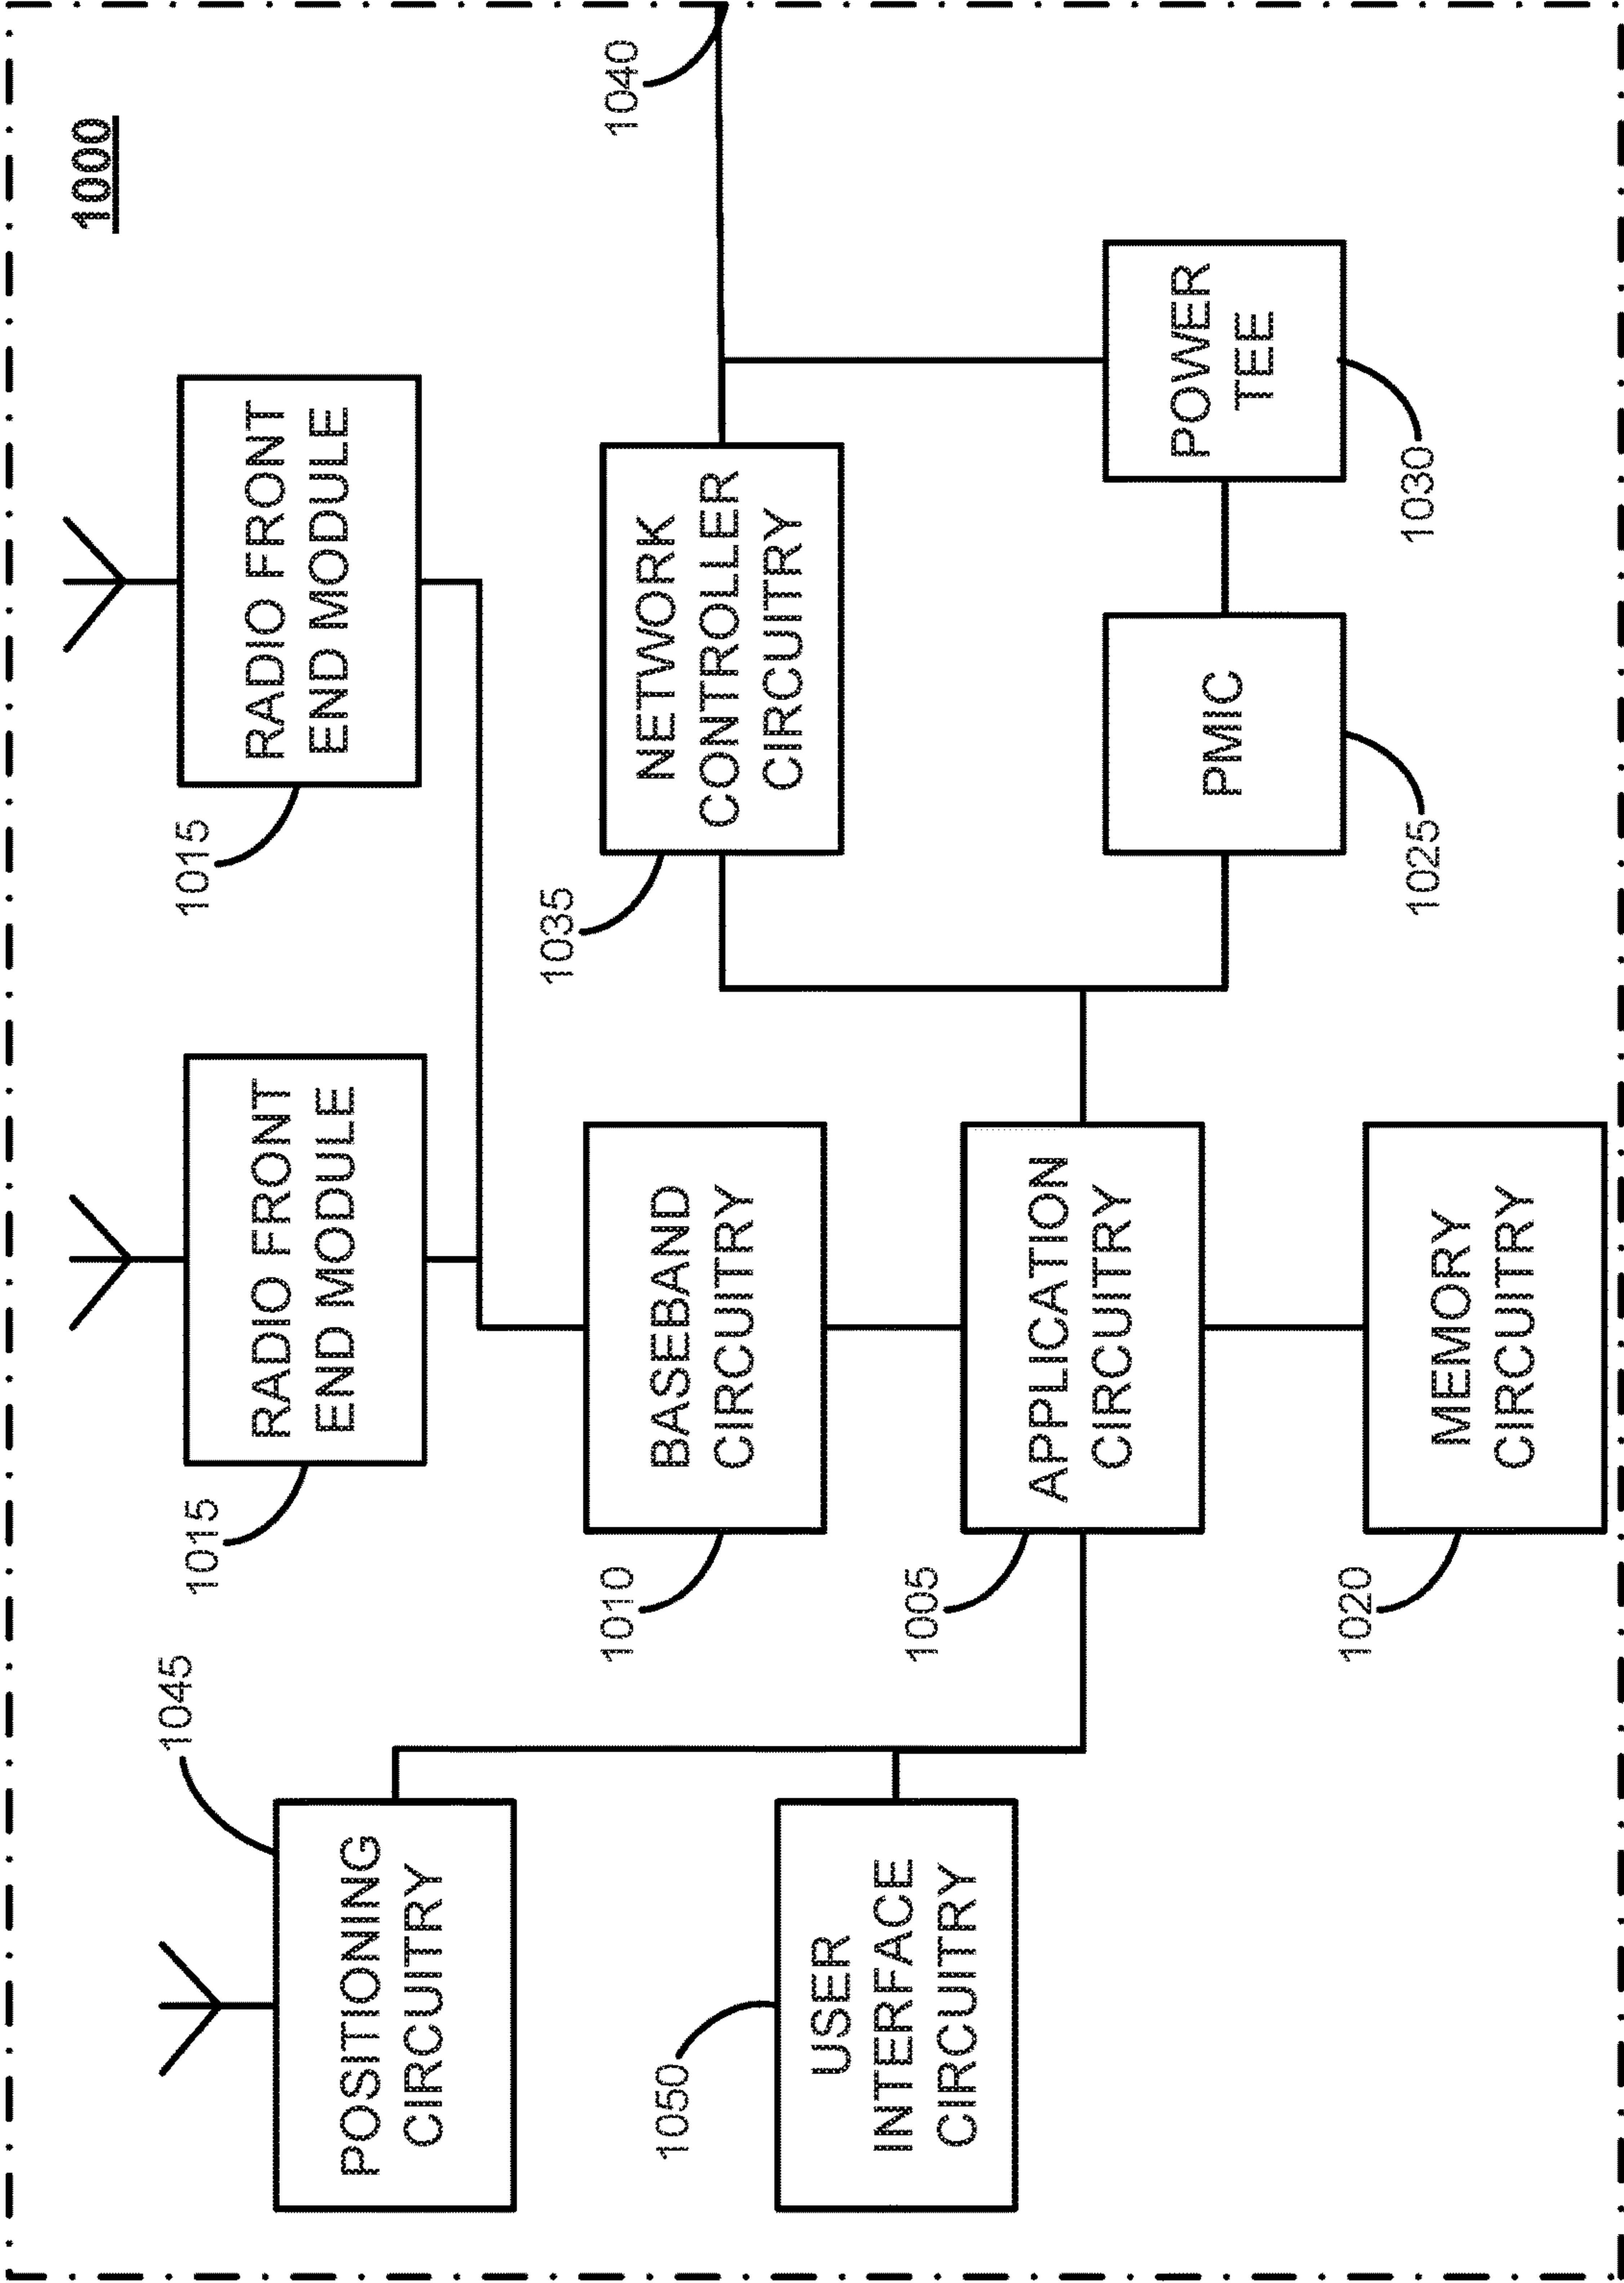 1000
1045
POSITIONING
CIRCUITRY
1015
RADIO FRONT
END MODULE
1015
RADIO FRONT
END MODULE
1040
1050
USER
INTERFACE
CIRCUITRY
1010
BASEBAND
CIRCUITRY
1035
NETWORK
CONTROLLER
CIRCUITRY
1005
APPLICATION
CIRCUITRY
1020
MEMORY
CIRCUITRY
PMIC
1025
POWER
TEE
1030